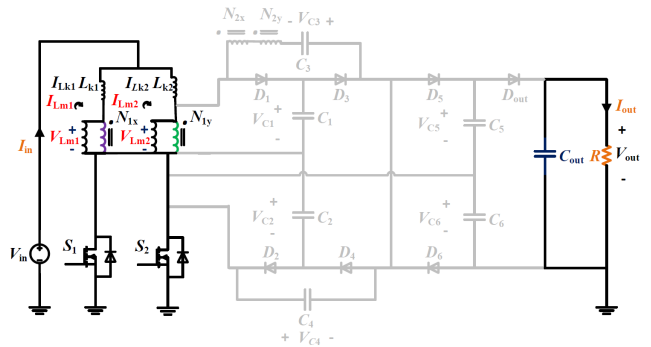 N2x N2y - VC3 +
C3
ILk1 Lk1 ILk2 Lk2
ILm1 ILm2
D1 D3 D5 Dout
N1x N1y
+ VLm1 - + VLm2 -
+ VC1 - C1
+ VC5 - C5
Iin
Iout
Cout R + Vout -
+ VC2 - C2
+ VC6 - C6
Vin + -
S1 S2
D2 D4 D6
C4
+ VC4 -